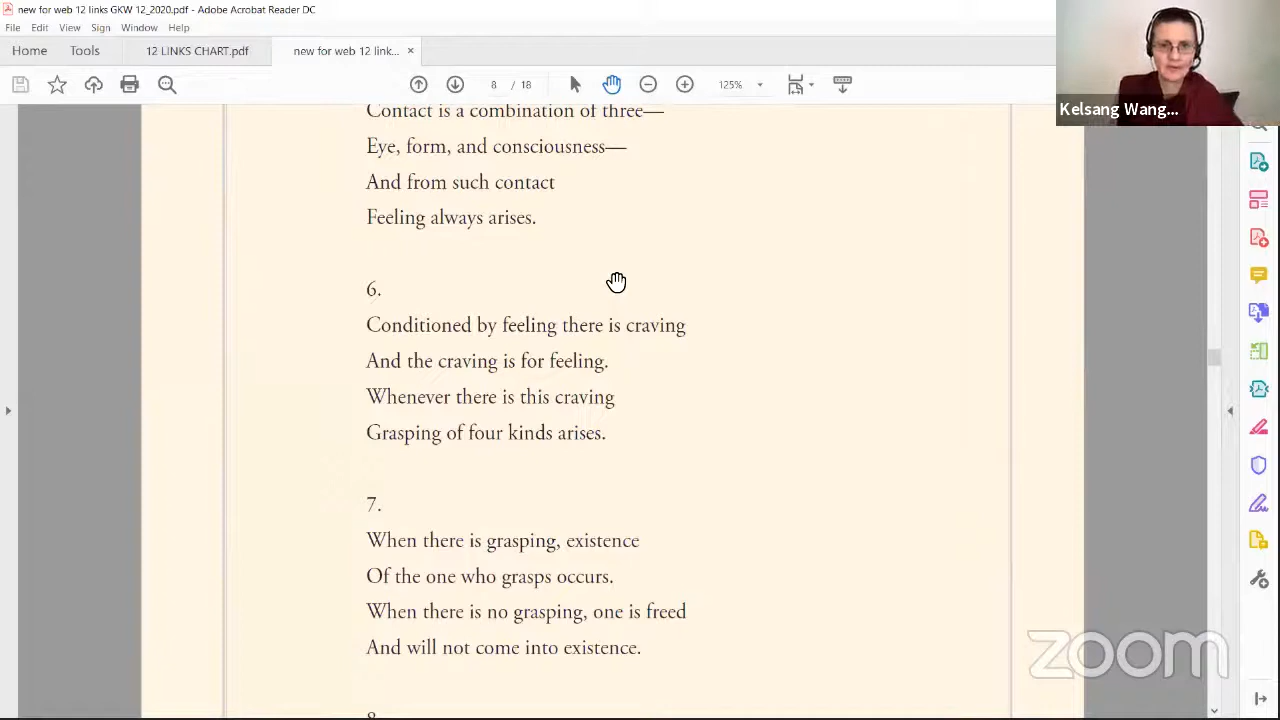 new for web 12 links GKW 12_2020.pdf - Adobe Acrobat Reader DC
File Edit View Sign Window Help
Home Tools 12 LINKS CHART.pdf new for web 12 link... ×
8 / 18 125%
Kelsang Wang...
Contact is a combination of three—
Eye, form, and consciousness—
And from such contact
Feeling always arises.
6.
Conditioned by feeling there is craving
And the craving is for feeling.
Whenever there is this craving
Grasping of four kinds arises.
7.
When there is grasping, existence
Of the one who grasps occurs.
When there is no grasping, one is freed
And will not come into existence.
8.
zoom